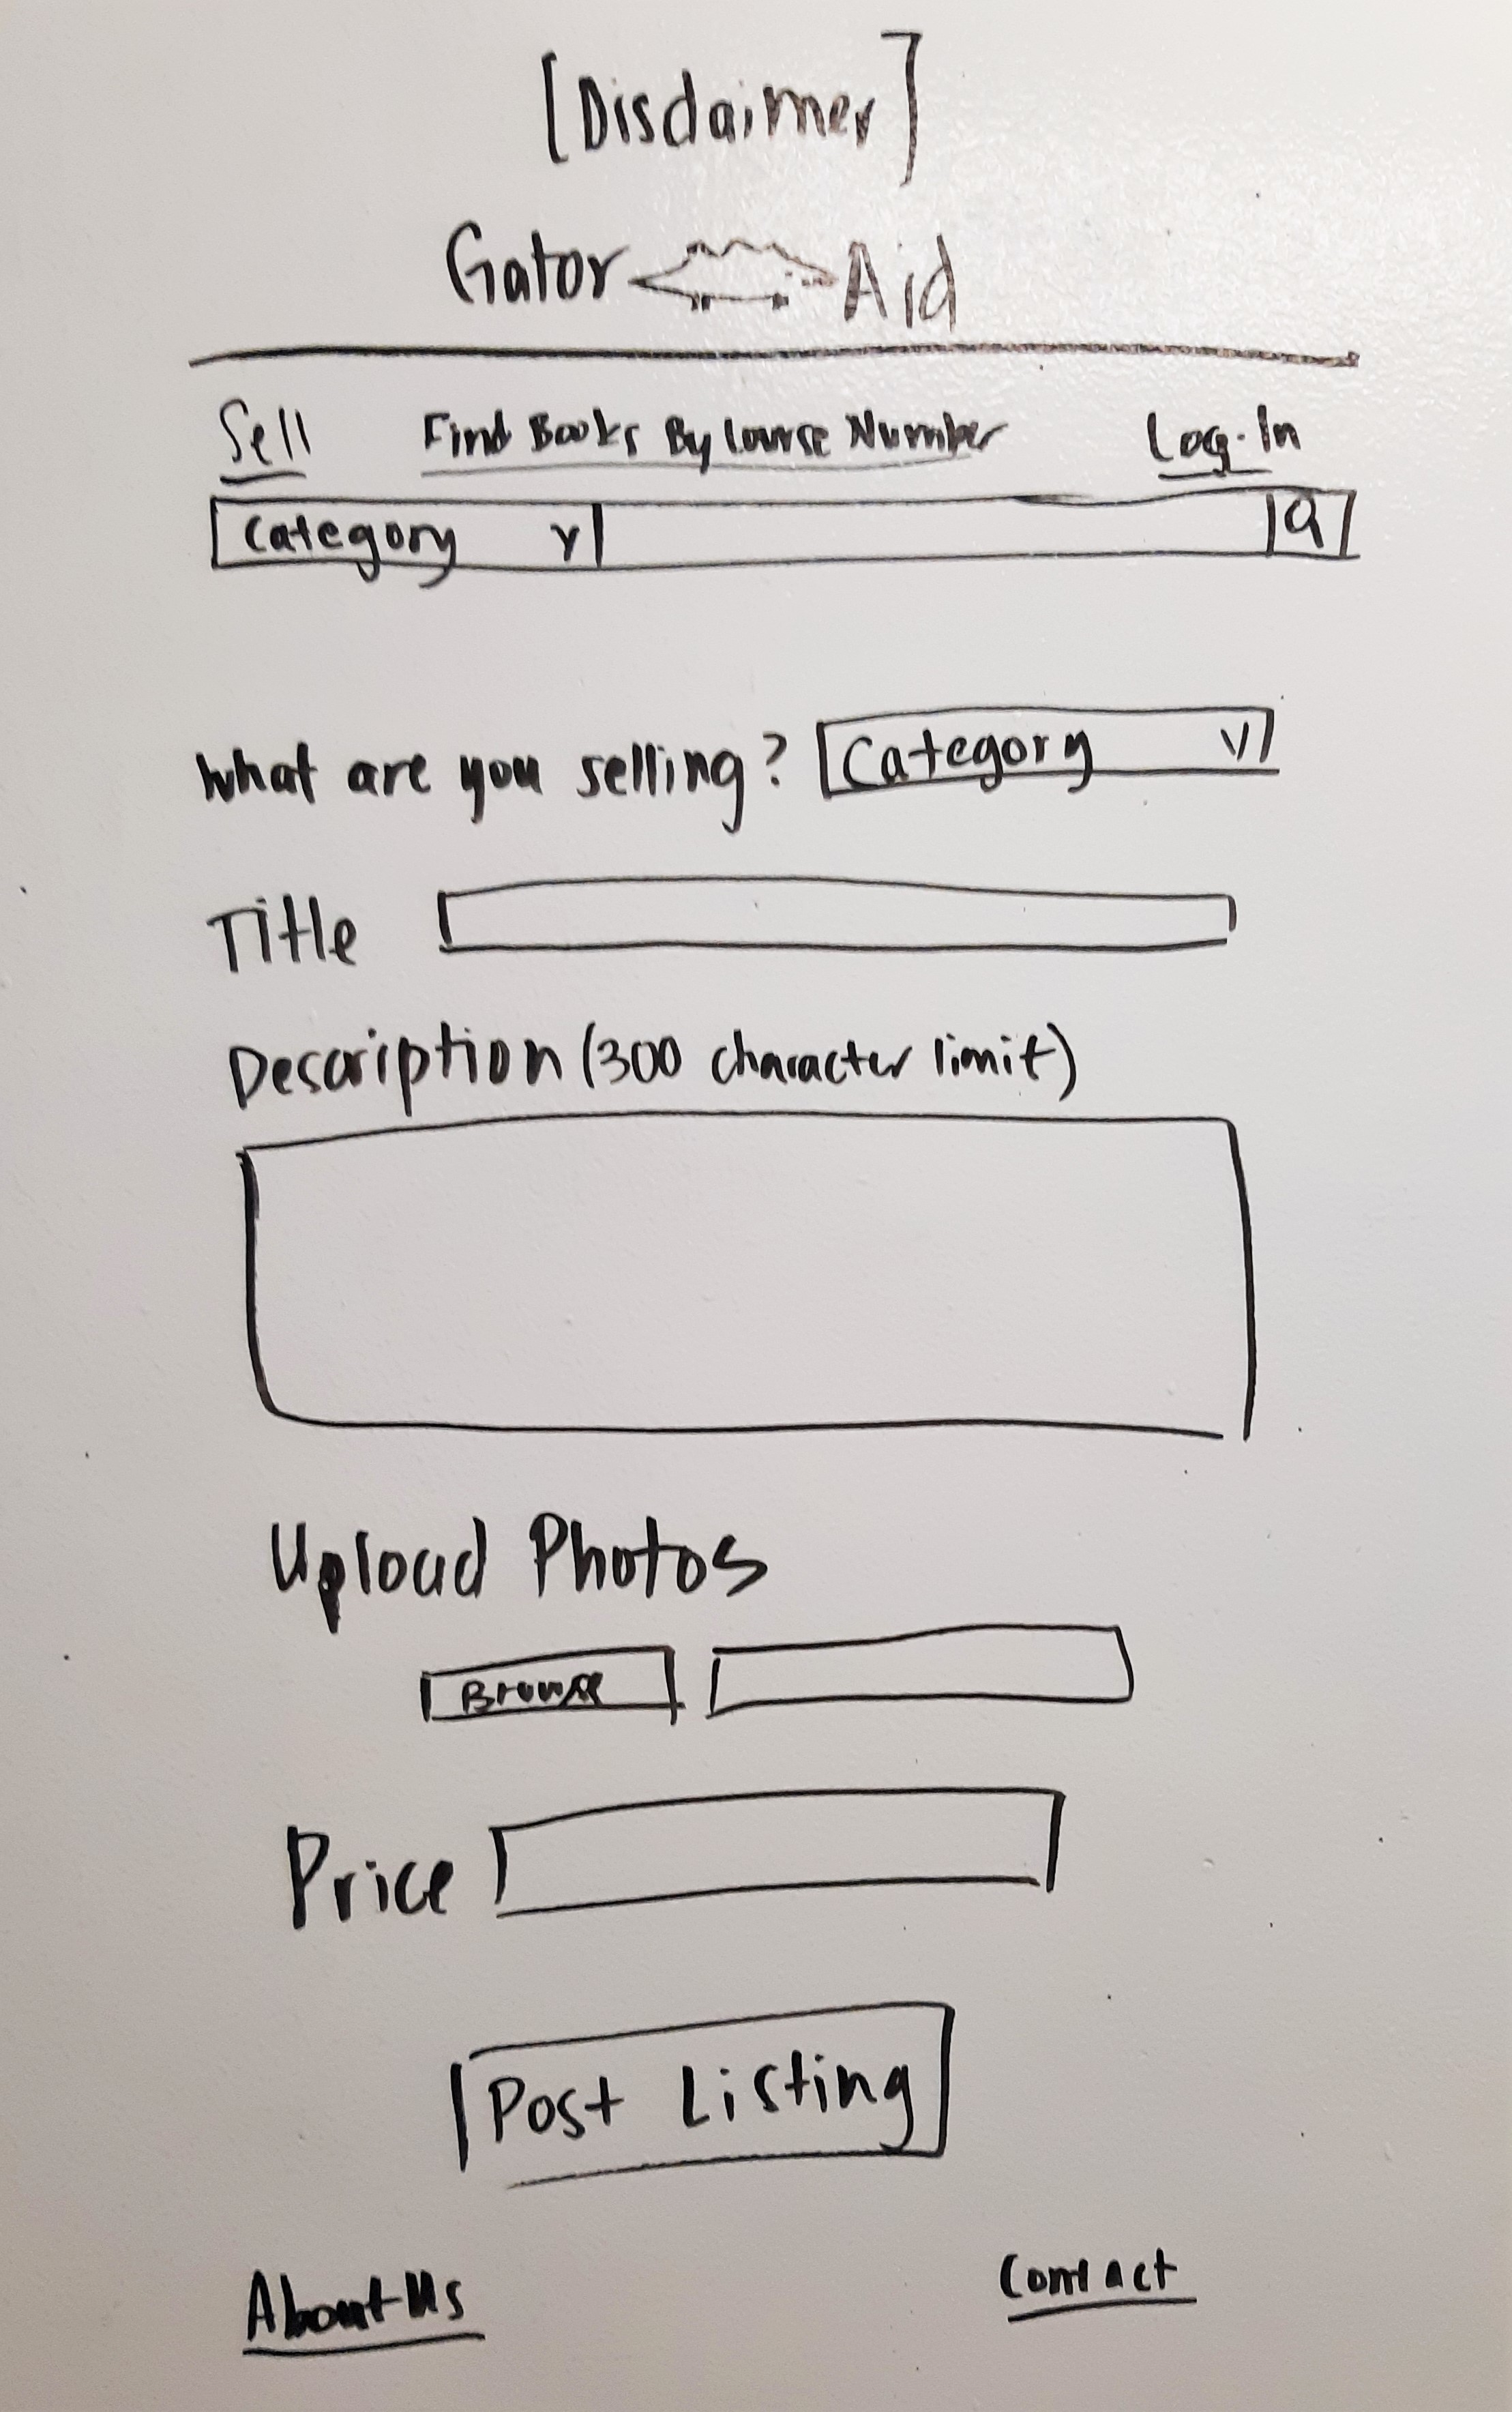 [Disclaimer]
Gator Aid
Sell Find Books By Course Number Log-In
Category v
What are you selling? Category v
Title
Description (300 character limit)
Upload Photos
Browse
Price
Post Listing
About Us Contact